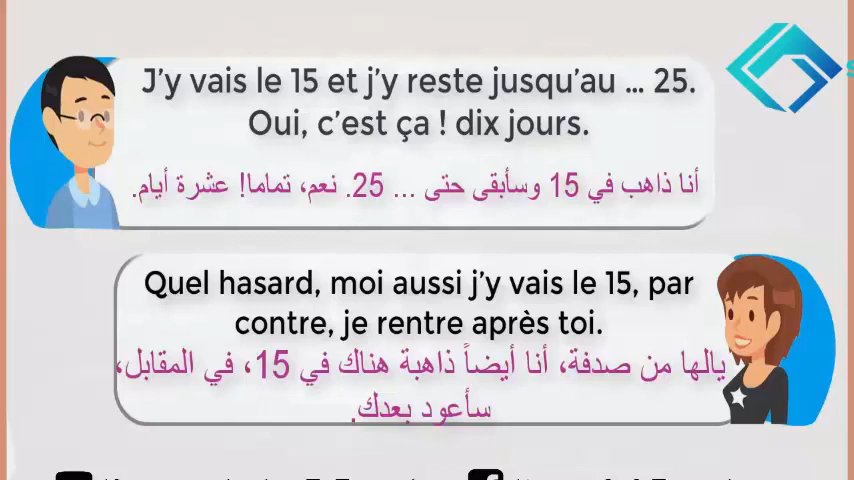 J’y vais le 15 et j’y reste jusqu’au ... 25.
Oui, c’est ça ! dix jours.
أنا ذاهب في 15 وسأبقى حتى ... 25. نعم، تماما! عشرة أيام.
Quel hasard, moi aussi j’y vais le 15, par
contre, je rentre après toi.
يالها من صدفة، أنا أيضاً ذاهبة هناك في 15، في المقابل،
سأعود بعدك.